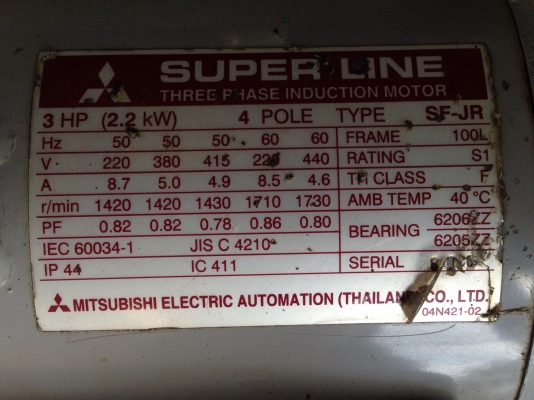 SUPER LINE
THREE PHASE INDUCTION MOTOR
3 HP (2.2 kW) 4 POLE TYPE SF-JR
Hz 50 50 50 60 60 FRAME 100L
V 220 380 415 220 440 RATING S1
A 8.7 5.0 4.9 8.5 4.6 TH CLASS F
r/min 1420 1420 1430 1710 1730 AMB TEMP 40 °C
PF 0.82 0.82 0.78 0.86 0.80 BEARING 6206ZZ
6205ZZ
IEC 60034-1 JIS C 4210
IP 44 IC 411 SERIAL
MITSUBISHI ELECTRIC AUTOMATION (THAILAND) CO., LTD.
04N421-02